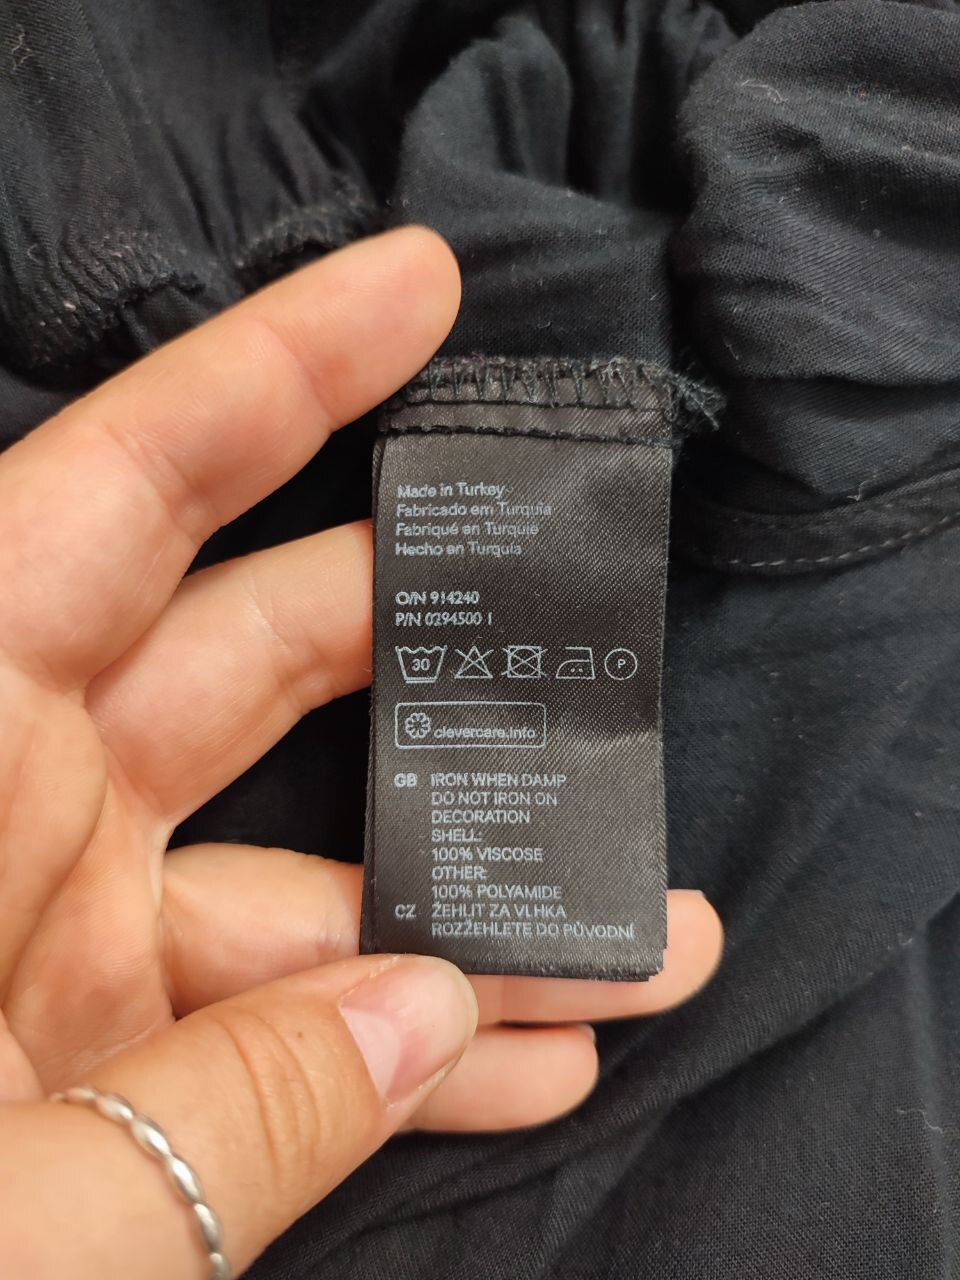 Made in Turkey
Fabricado em Turquia
Fabriqué en Turquie
Hecho en Turquía
O/N 914240
P/N 0294500 1
30
P
clevercare.info
GB IRON WHEN DAMP
DO NOT IRON ON
DECORATION
SHELL:
100% VISCOSE
OTHER:
100% POLYAMIDE
CZ ŽEHLIT ZA VLHKA
ROZŽEHLETE DO PŮVODNÍ